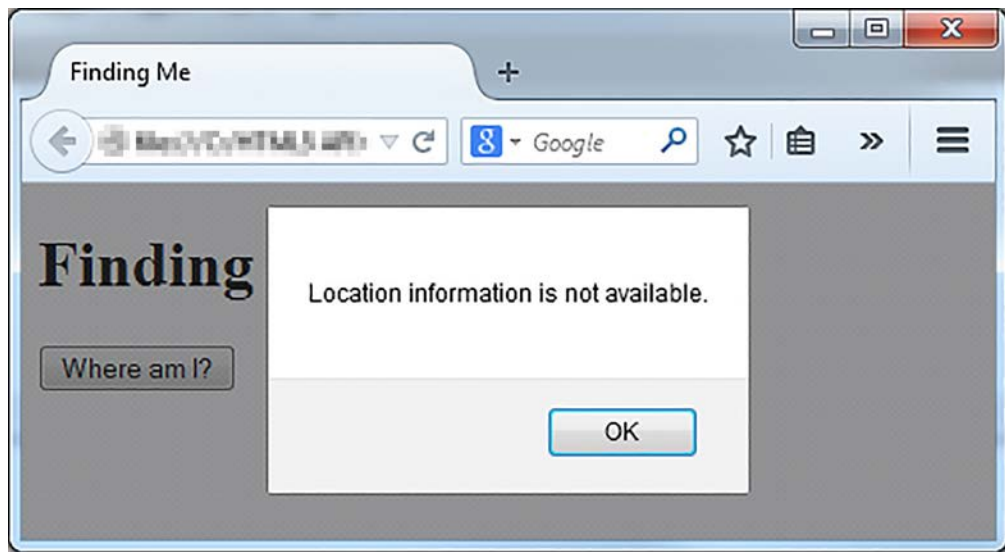 Finding Me
Google
Finding
Location information is not available.
Where am I?
OK